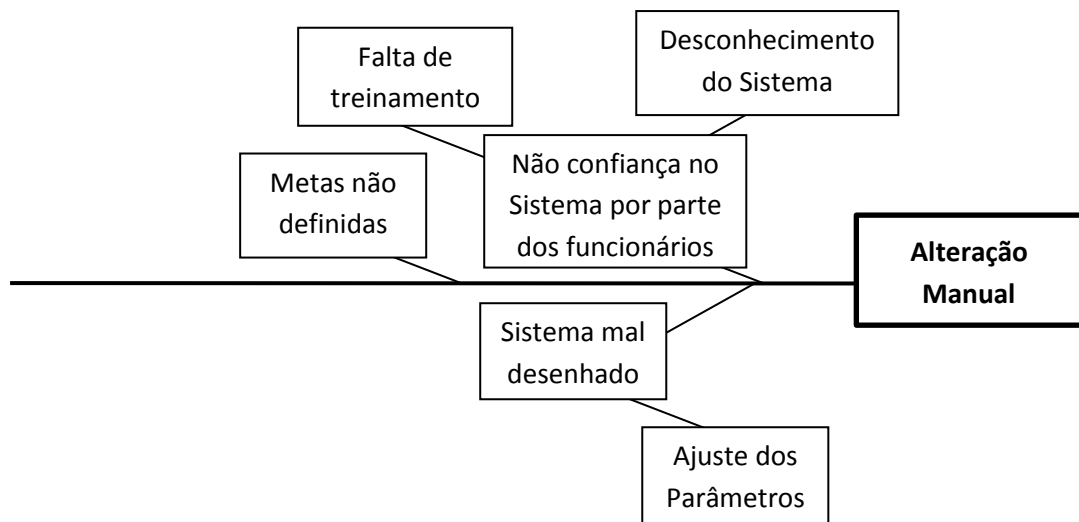 Desconhecimento
do Sistema
Falta de
treinamento
Não confiança no
Sistema por parte
dos funcionários
Metas não
definidas
Alteração
Manual
Sistema mal
desenhado
Ajuste dos
Parâmetros